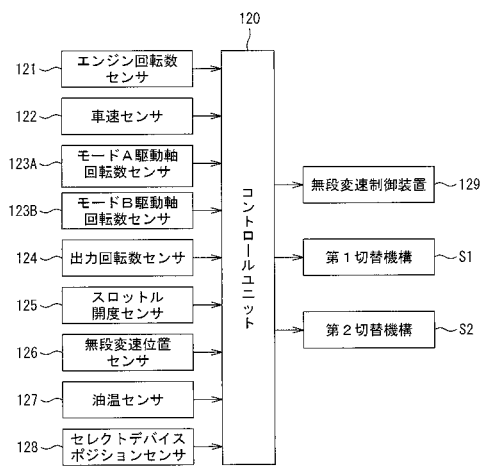 120
121
エンジン回転数
センサ
122
車速センサ
123A
モードA駆動軸
回転数センサ
123B
モードB駆動軸
回転数センサ
124
出力回転数センサ
125
スロットル
開度センサ
126
無段変速位置
センサ
127
油温センサ
128
セレクトデバイス
ポジションセンサ
コントロールユニット
無段変速制御装置
129
第1切替機構
S1
第2切替機構
S2